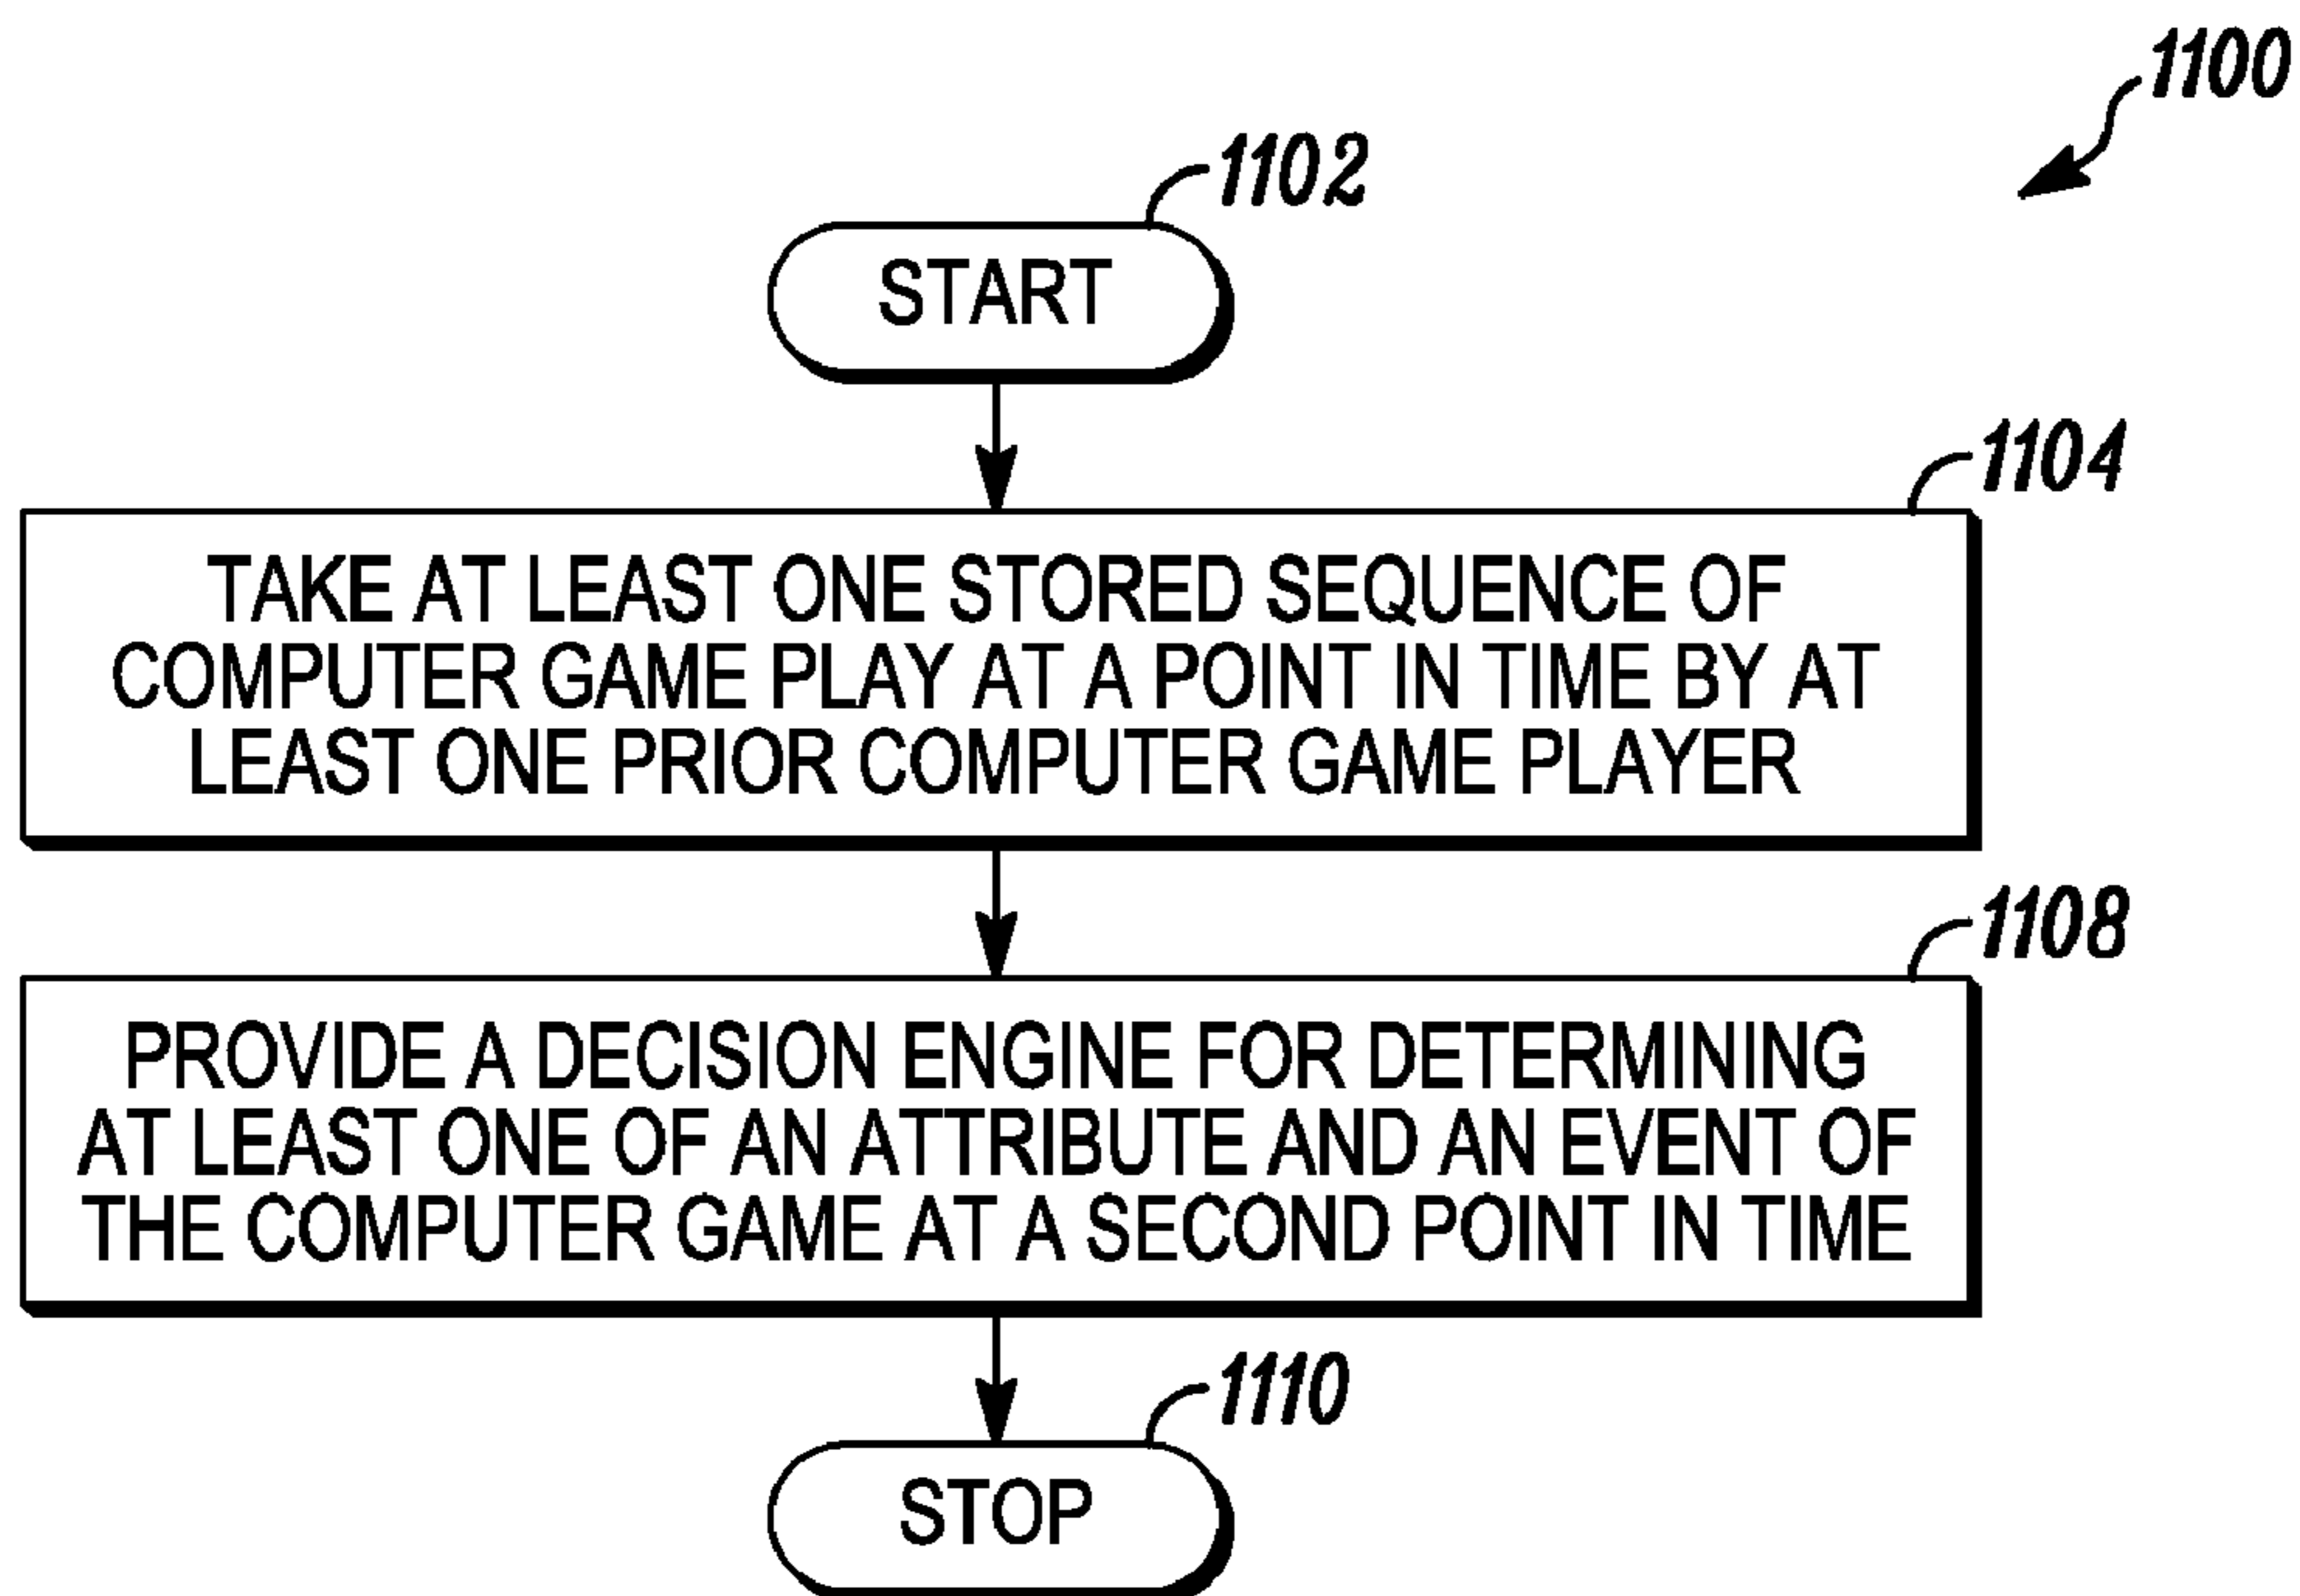 1100
1102
START
1104
TAKE AT LEAST ONE STORED SEQUENCE OF
COMPUTER GAME PLAY AT A POINT IN TIME BY AT
LEAST ONE PRIOR COMPUTER GAME PLAYER
1108
PROVIDE A DECISION ENGINE FOR DETERMINING
AT LEAST ONE OF AN ATTRIBUTE AND AN EVENT OF
THE COMPUTER GAME AT A SECOND POINT IN TIME
1110
STOP